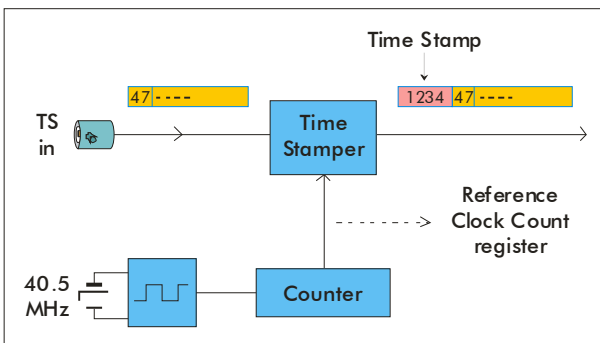 Time Stamp
47 ----
1234 47 ----
TS
in
Time
Stamper
Reference
Clock Count
register
40.5
MHz
Counter